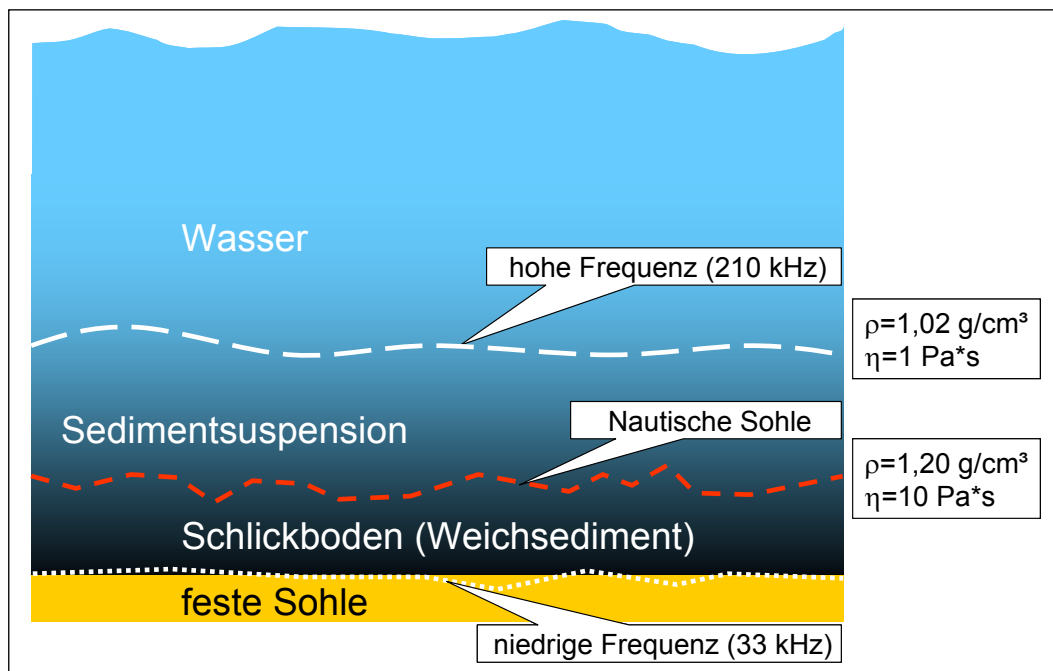 Wasser
hohe Frequenz (210 kHz)
ρ=1,02 g/cm³
η=1 Pa*s
Sedimentsuspension
Nautische Sohle
ρ=1,20 g/cm³
η=10 Pa*s
Schlickboden (Weichsediment)
feste Sohle
niedrige Frequenz (33 kHz)